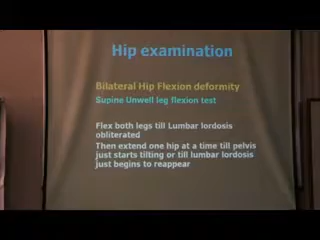 Hip examination
Bilateral Hip Flexion deformity
Supine Unwell leg flexion test
Flex both legs till Lumbar lordosis
obliterated
Then extend one hip at a time till pelvis
just starts tilting or till lumbar lordosis
just begins to reappear